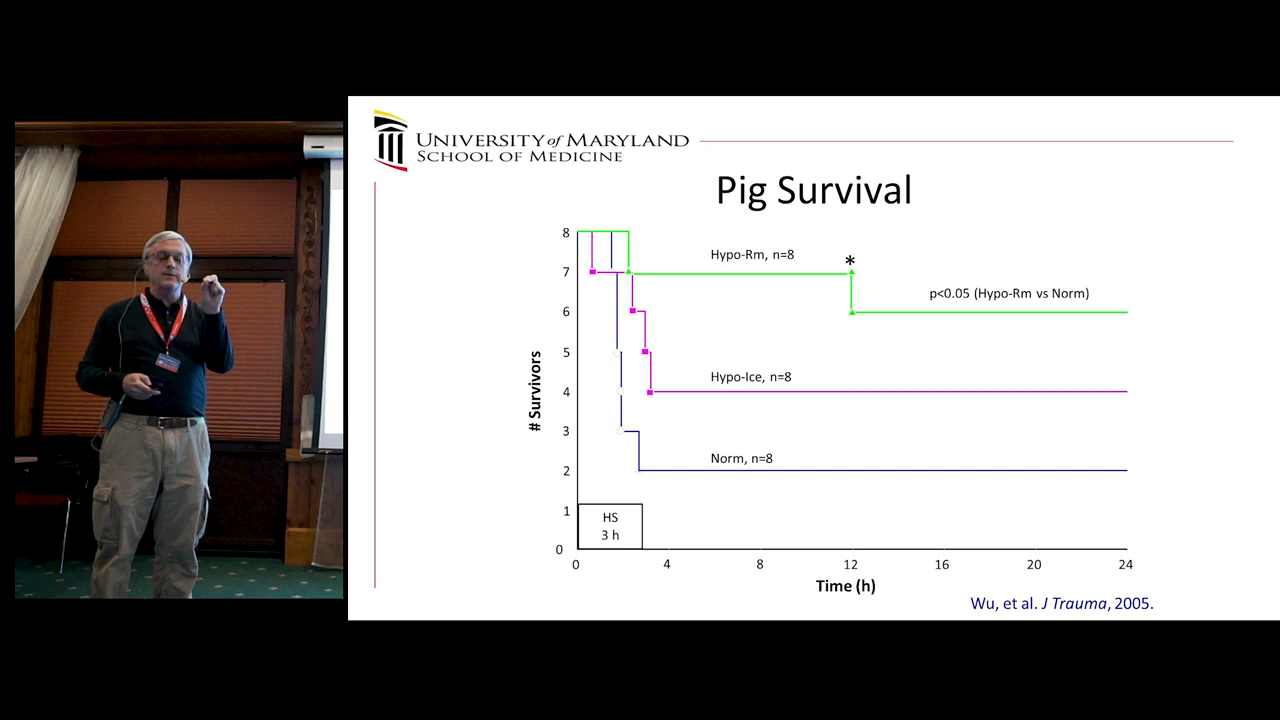 UNIVERSITY of MARYLAND
SCHOOL OF MEDICINE
Pig Survival
# Survivors
8
7
6
5
4
3
2
1
0
Hypo-Rm, n=8
*
p<0.05 (Hypo-Rm vs Norm)
Hypo-Ice, n=8
Norm, n=8
HS
3 h
0 4 8 12 16 20 24
Time (h)
Wu, et al. J Trauma, 2005.